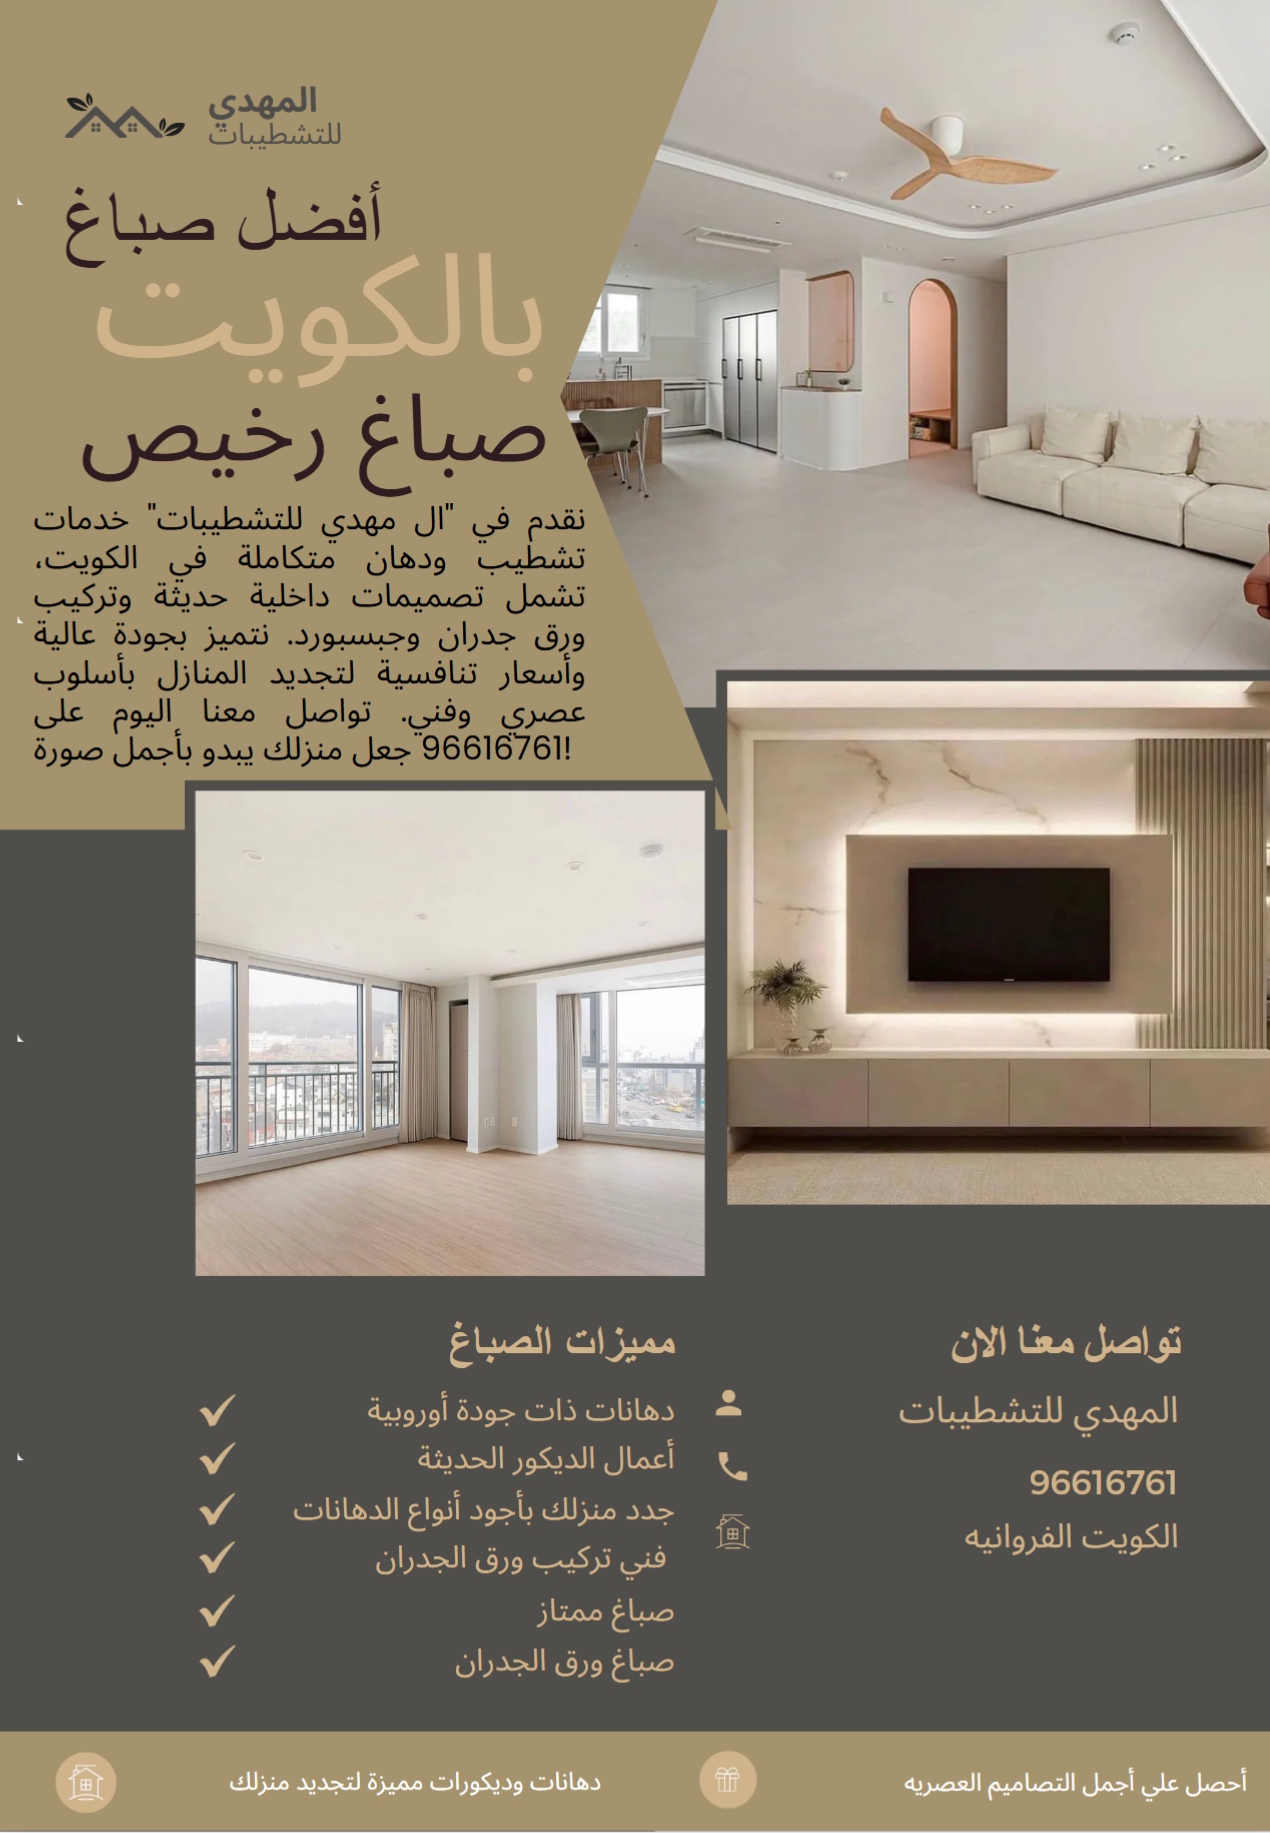 المهدي
للتشطيبات
أفضل صباغ
بالكويت
صباغ رخيص
نقدم في "ال مهدي للتشطيبات" خدمات
تشطيب ودهان متكاملة في الكويت،
تشمل تصميمات داخلية حديثة وتركيب
ورق جدران وجبسبورد. نتميز بجودة عالية
وأسعار تنافسية لتجديد المنازل بأسلوب
عصري وفني. تواصل معنا اليوم على
96616761 جعل منزلك يبدو بأجمل صورة!
تواصل معنا الان
المهدي للتشطيبات
96616761
الكويت الفروانيه
مميزات الصباغ
دهانات ذات جودة أوروبية
أعمال الديكور الحديثة
جدد منزلك بأجود أنواع الدهانات
فني تركيب ورق الجدران
صباغ ممتاز
صباغ ورق الجدران
أحصل علي أجمل التصاميم العصريه
دهانات وديكورات مميزة لتجديد منزلك